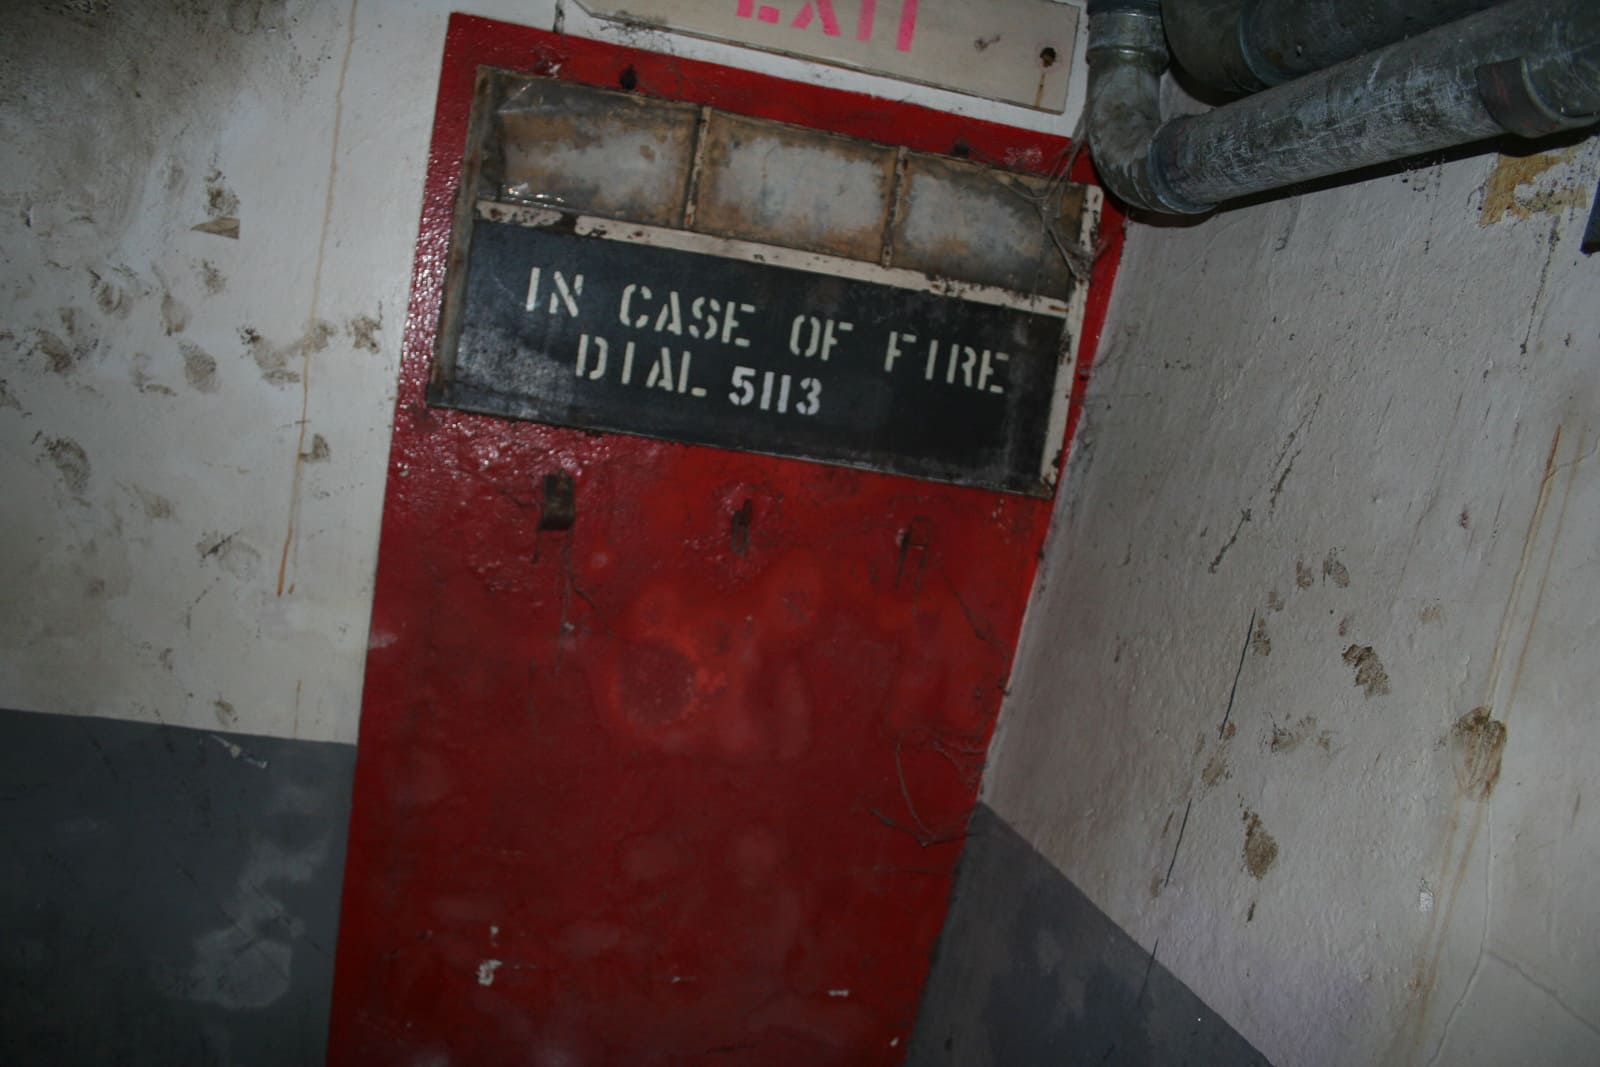 EXIT
IN CASE OF FIRE
DIAL 5113